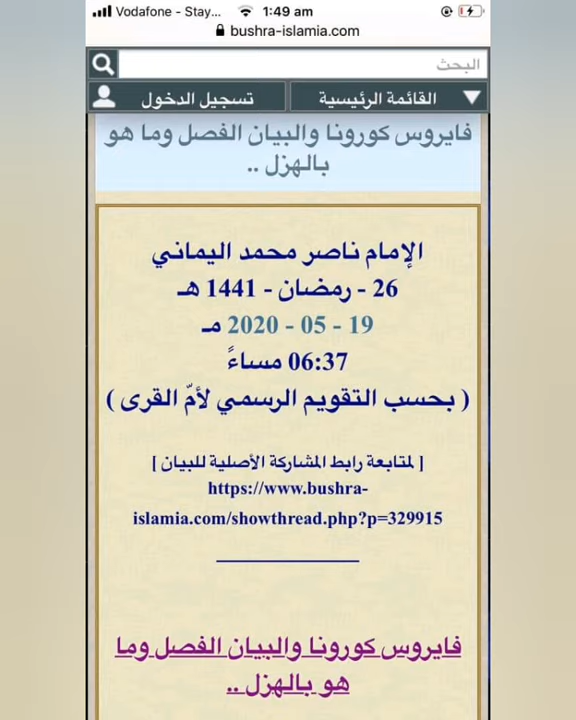 Vodafone - Stay... 1:49 am
bushra-islamia.com
البحث
القائمة الرئيسية تسجيل الدخول
فايروس كورونا والبيان الفصل وما هو
بالهزل ..
الإمام ناصر محمد اليماني
26 - رمضان - 1441 هـ
19 - 05 - 2020 مـ
06:37 مساءً
( بحسب التقويم الرسمي لأمّ القرى )
[ لمتابعة رابط المشاركة الأصلية للبيان ]
https://www.bushra-
islamia.com/showthread.php?p=329915
فايروس كورونا والبيان الفصل وما
هو بالهزل ..